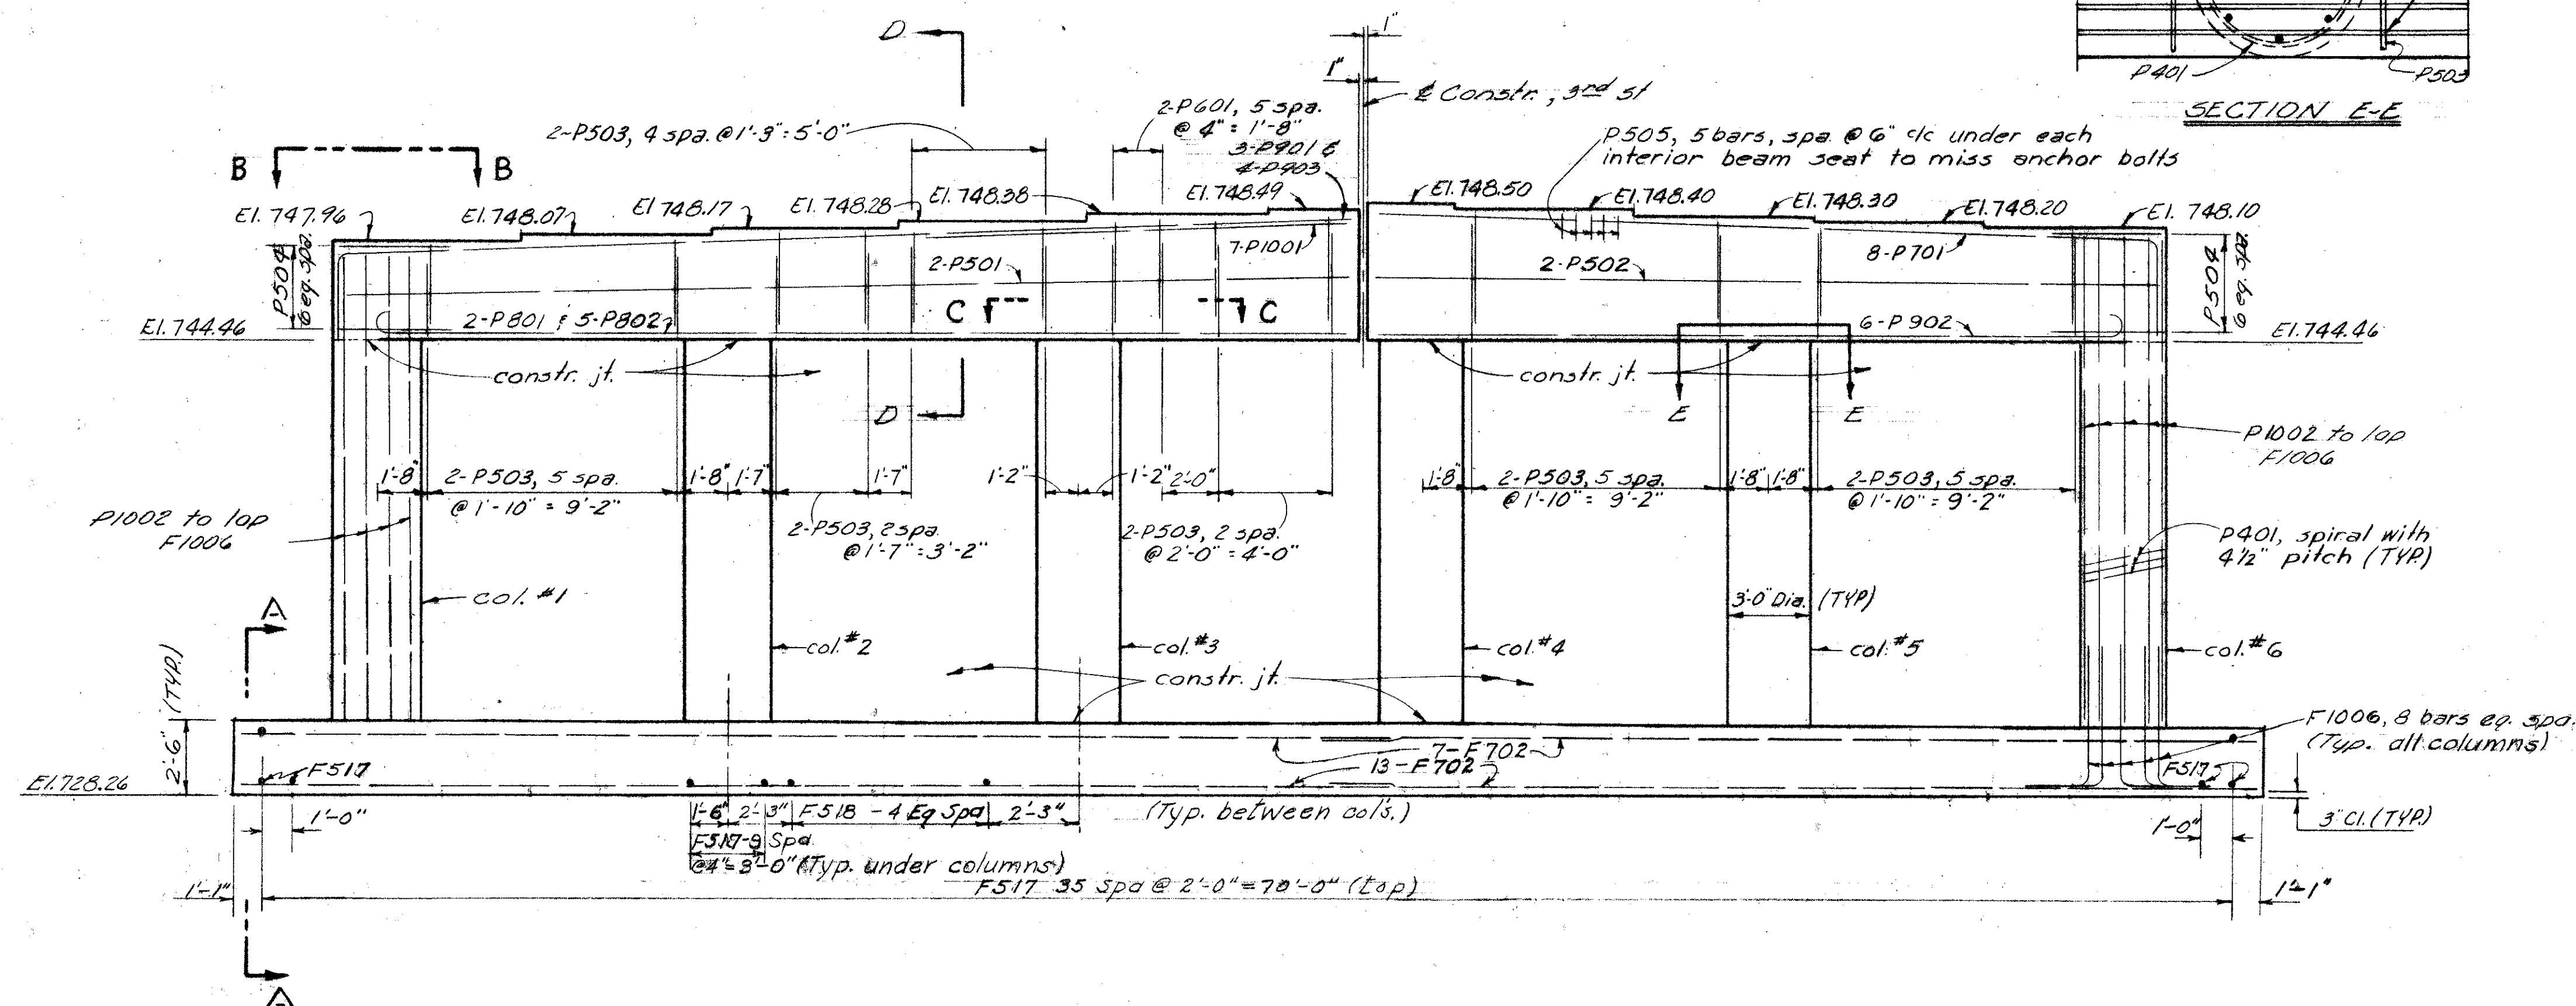 D
1"
1"
₵ Constr., 3rd St
P401
P503
SECTION E-E
2-P503, 4 spa. @ 1'-3" = 5'-0"
2-P601, 5 spa.
@ 4" = 1'-8"
3-P901 &
4-P903
P505, 5 bars, spa. @ 6" c/c under each
interior beam seat to miss anchor bolts
B
B
El. 747.96
El. 748.07
El 748.17
El. 748.28
El. 748.38
El. 748.49
El. 748.50
El. 748.40
El. 748.30
El. 748.20
El. 748.10
P504
6 eq. spa.
2-P501
7-P1001
2-P502
8-P701
P504
6 eq. spa.
C
C
2-P801 & 5-P802
6-P902
El. 744.46
El. 744.46
constr. jt.
constr. jt.
D
E
E
P1002 to lap
F1006
1'-8"
2-P503, 5 spa.
@ 1'-10" = 9'-2"
1'-8"
1'-7"
1'-7"
1'-2"
1'-2"
2'-0"
1'-8"
2-P503, 5 spa.
@ 1'-10" = 9'-2"
1'-8"
1'-8"
2-P503, 5 spa.
@ 1'-10" = 9'-2"
P1002 to lap
F1006
2-P503, 2 spa.
@ 1'-7" = 3'-2"
2-P503, 2 spa.
@ 2'-0" = 4'-0"
P401, spiral with
4½" pitch (TYP.)
A
col. #1
col. #2
col. #3
col. #4
3'-0" Dia. (TYP)
col. #5
col. #6
constr. jt.
2'-6" (TYP.)
F1006, 8 bars eq. spa.
(Typ. all columns)
7-F702
13-F702
F517
F517
El. 728.26
1'-0"
1'-6"
2'-3"
F518 - 4 Eq Spa
2'-3"
(Typ. between col's.)
1'-0"
3" Cl. (TYP.)
F517-9 Spa
@4"=3'-0" (Typ. under columns)
1'-1"
F517 35 Spa @ 2'-0" = 70'-0" (top)
1'-1"
A